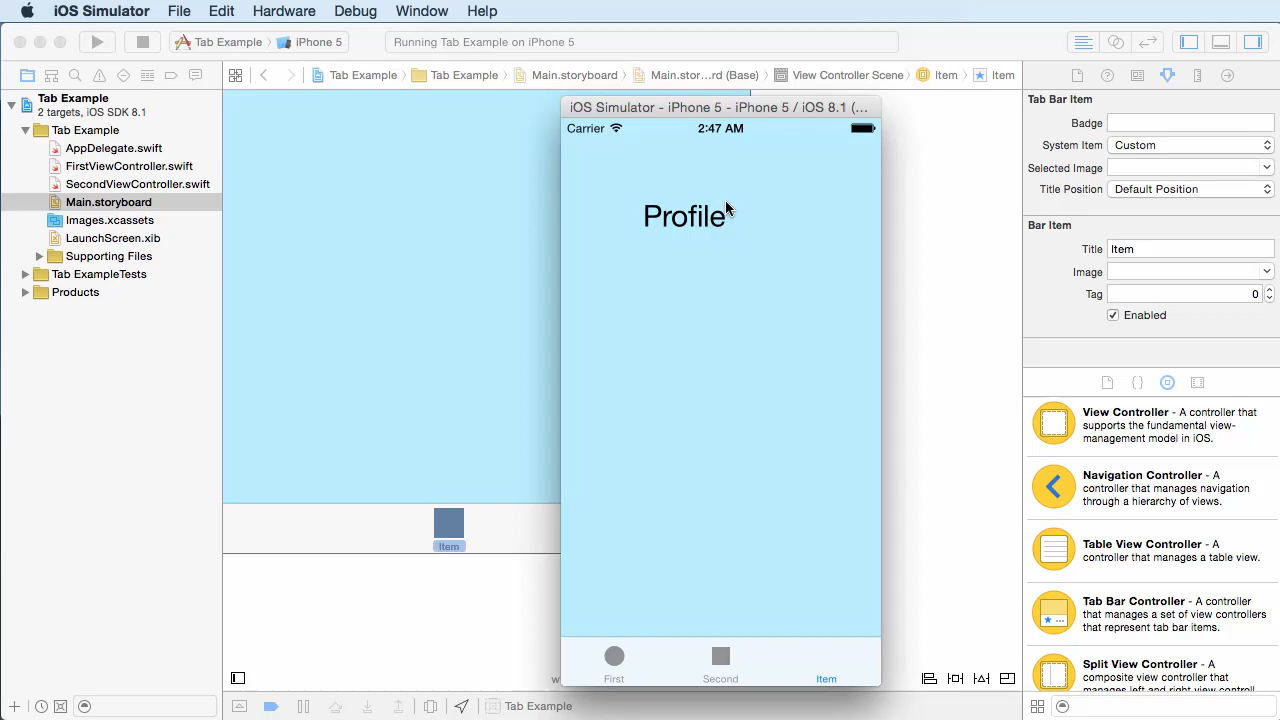 iOS Simulator File Edit Hardware Debug Window Help
Tab Example iPhone 5
Running Tab Example on iPhone 5
Tab Example
2 targets, iOS SDK 8.1
Tab Example
AppDelegate.swift
FirstViewController.swift
SecondViewController.swift
Main.storyboard
Images.xcassets
LaunchScreen.xib
Supporting Files
Tab ExampleTests
Products
Tab Example Tab Example Main.storyboard Main.stor...rd (Base) View Controller Scene Item Item
iOS Simulator - iPhone 5 - iPhone 5 / iOS 8.1 (...
Carrier 2:47 AM
Profile
First Second Item
Item
w
Tab Example
Tab Bar Item
Badge
System Item Custom
Selected Image
Title Position Default Position
Bar Item
Title Item
Image
Tag 0
Enabled
{ }
View Controller - A controller that
supports the fundamental view-
management model in iOS.
Navigation Controller - A
controller that manages navigation
through a hierarchy of views.
Table View Controller - A
controller that manages a table view.
Tab Bar Controller - A controller
that manages a set of view controllers
that represent tab bar items.
Split View Controller - A
composite view controller that
manages left and right view control